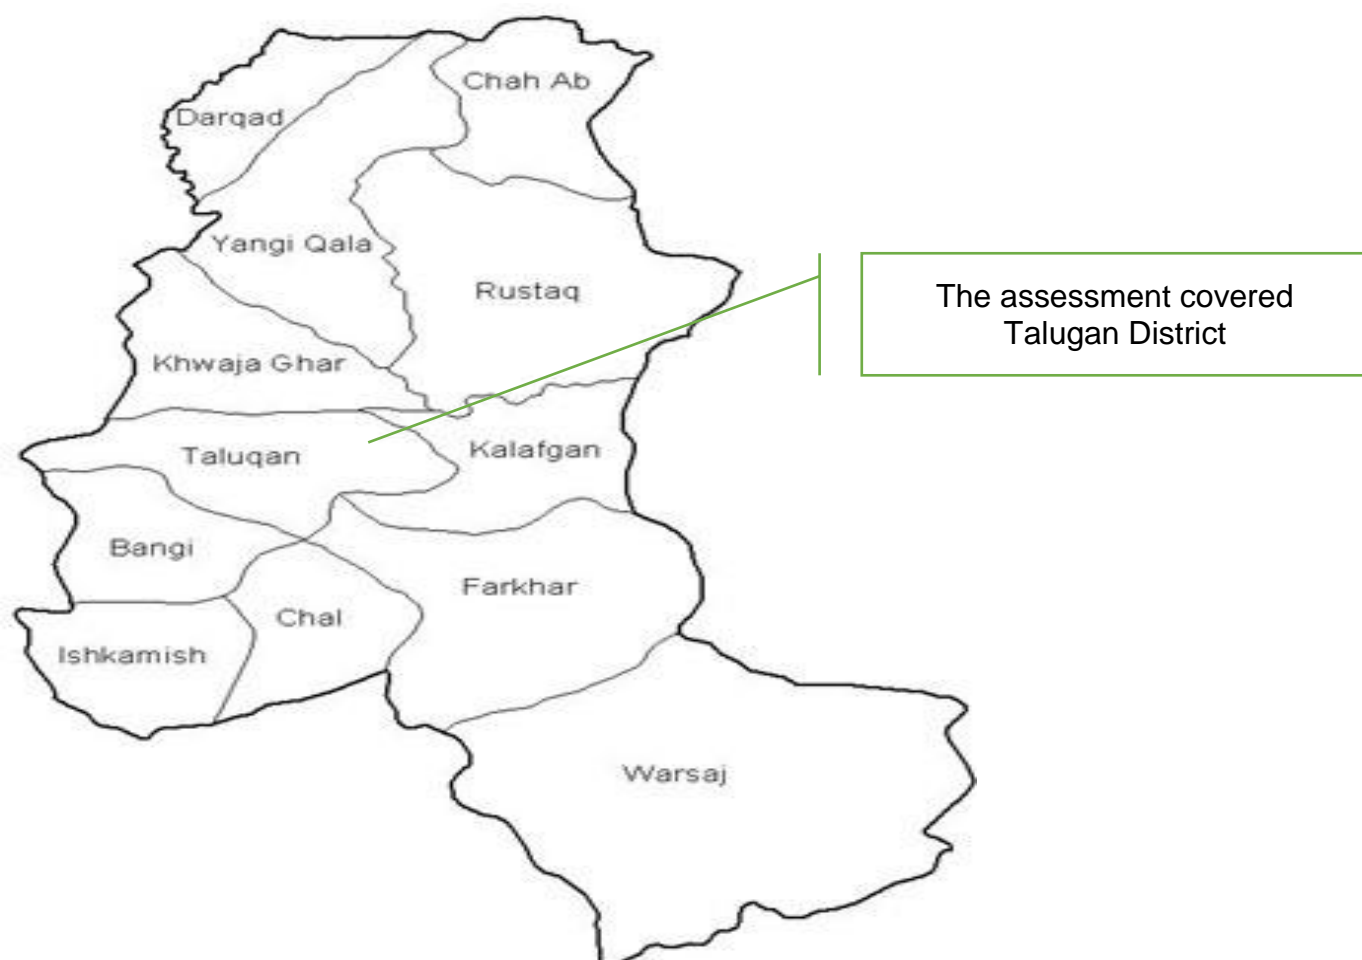 Chah Ab
Darqad
Yangi Qala
Rustaq
The assessment covered
Talugan District
Khwaja Ghar
Taluqan
Kalafgan
Bangi
Farkhar
Chal
Ishkamish
Warsaj